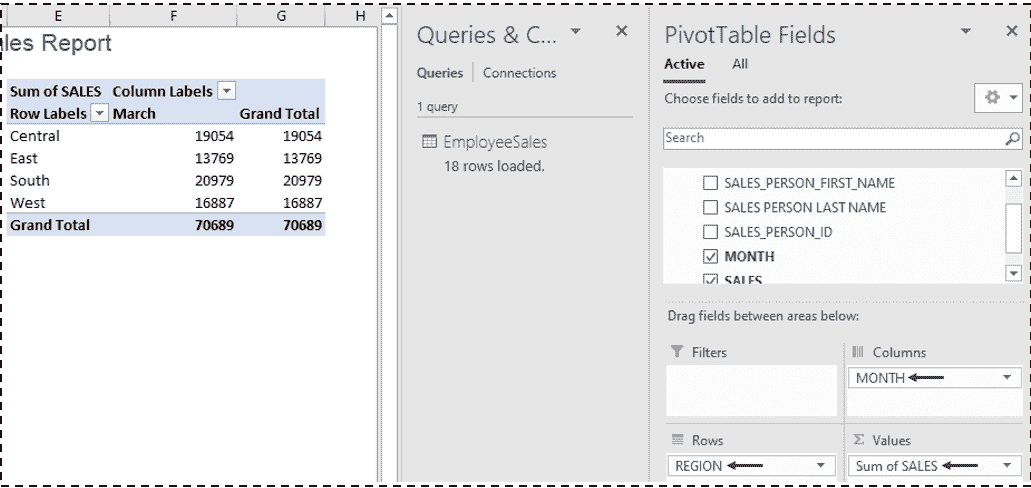 E F G H
les Report
Sum of SALES Column Labels
Row Labels March Grand Total
Central 19054 19054
East 13769 13769
South 20979 20979
West 16887 16887
Grand Total 70689 70689
Queries & C...
Queries Connections
1 query
EmployeeSales
18 rows loaded.
PivotTable Fields
Active All
Choose fields to add to report:
Search
SALES_PERSON_FIRST_NAME
SALES PERSON LAST NAME
SALES_PERSON_ID
MONTH
SALES
Drag fields between areas below:
Filters
Columns
MONTH
Rows
REGION
Σ Values
Sum of SALES